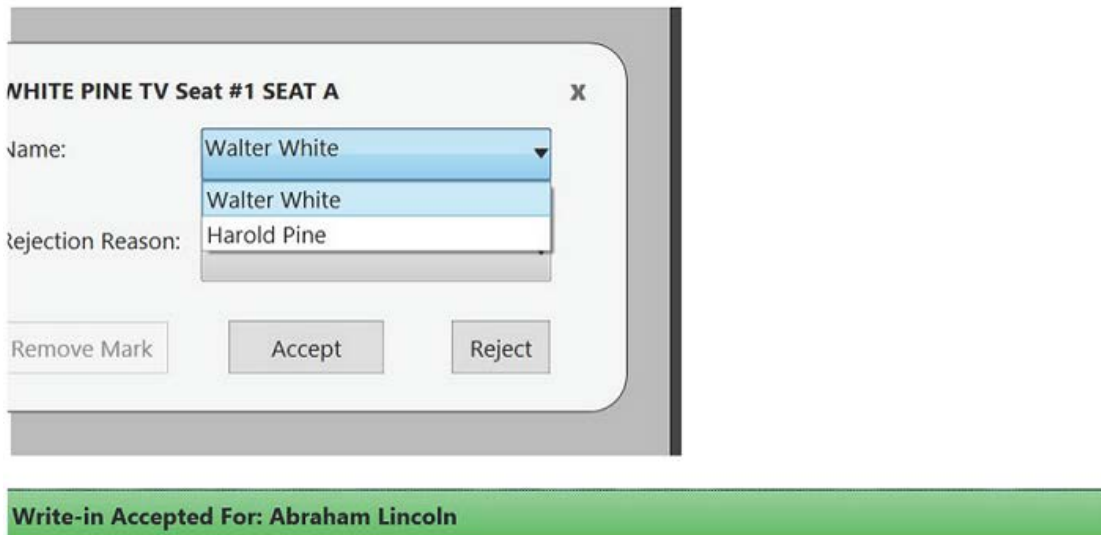 WHITE PINE TV Seat #1 SEAT A x
Name: Walter White
Walter White
Rejection Reason: Harold Pine
Remove Mark Accept Reject
Write-in Accepted For: Abraham Lincoln